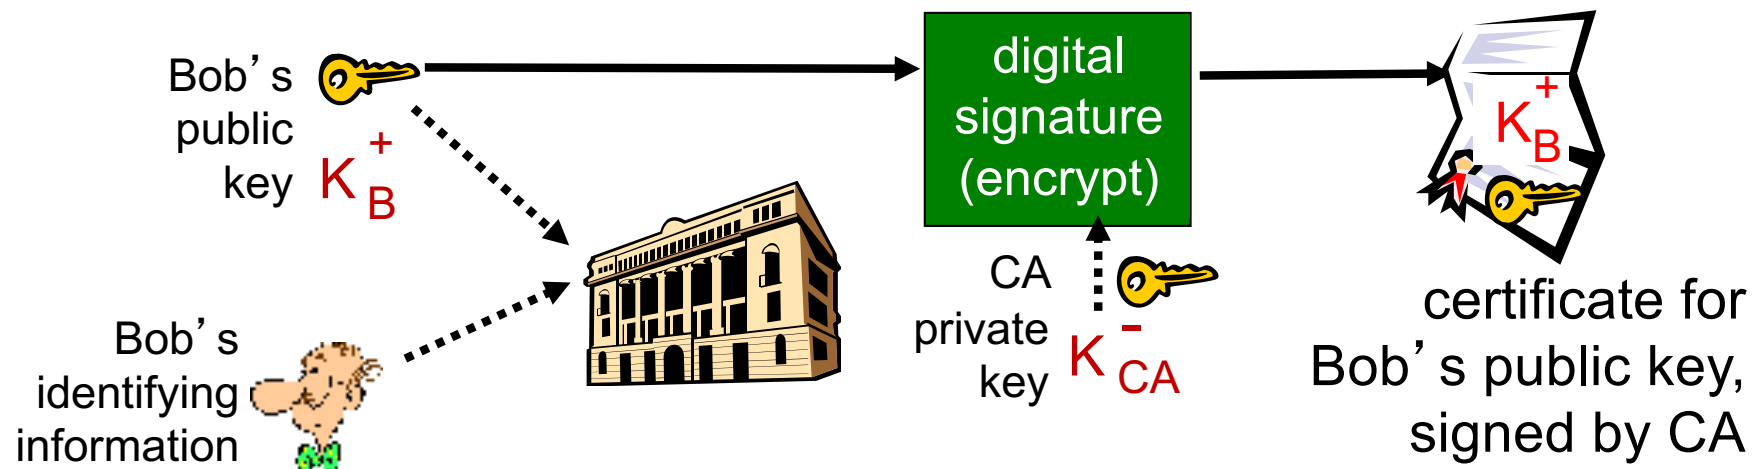 Bob’s
public
key
K
+
B
digital
signature
(encrypt)
K
+
B
Bob’s
identifying
information
CA
private
key
K
-
CA
certificate for
Bob’s public key,
signed by CA